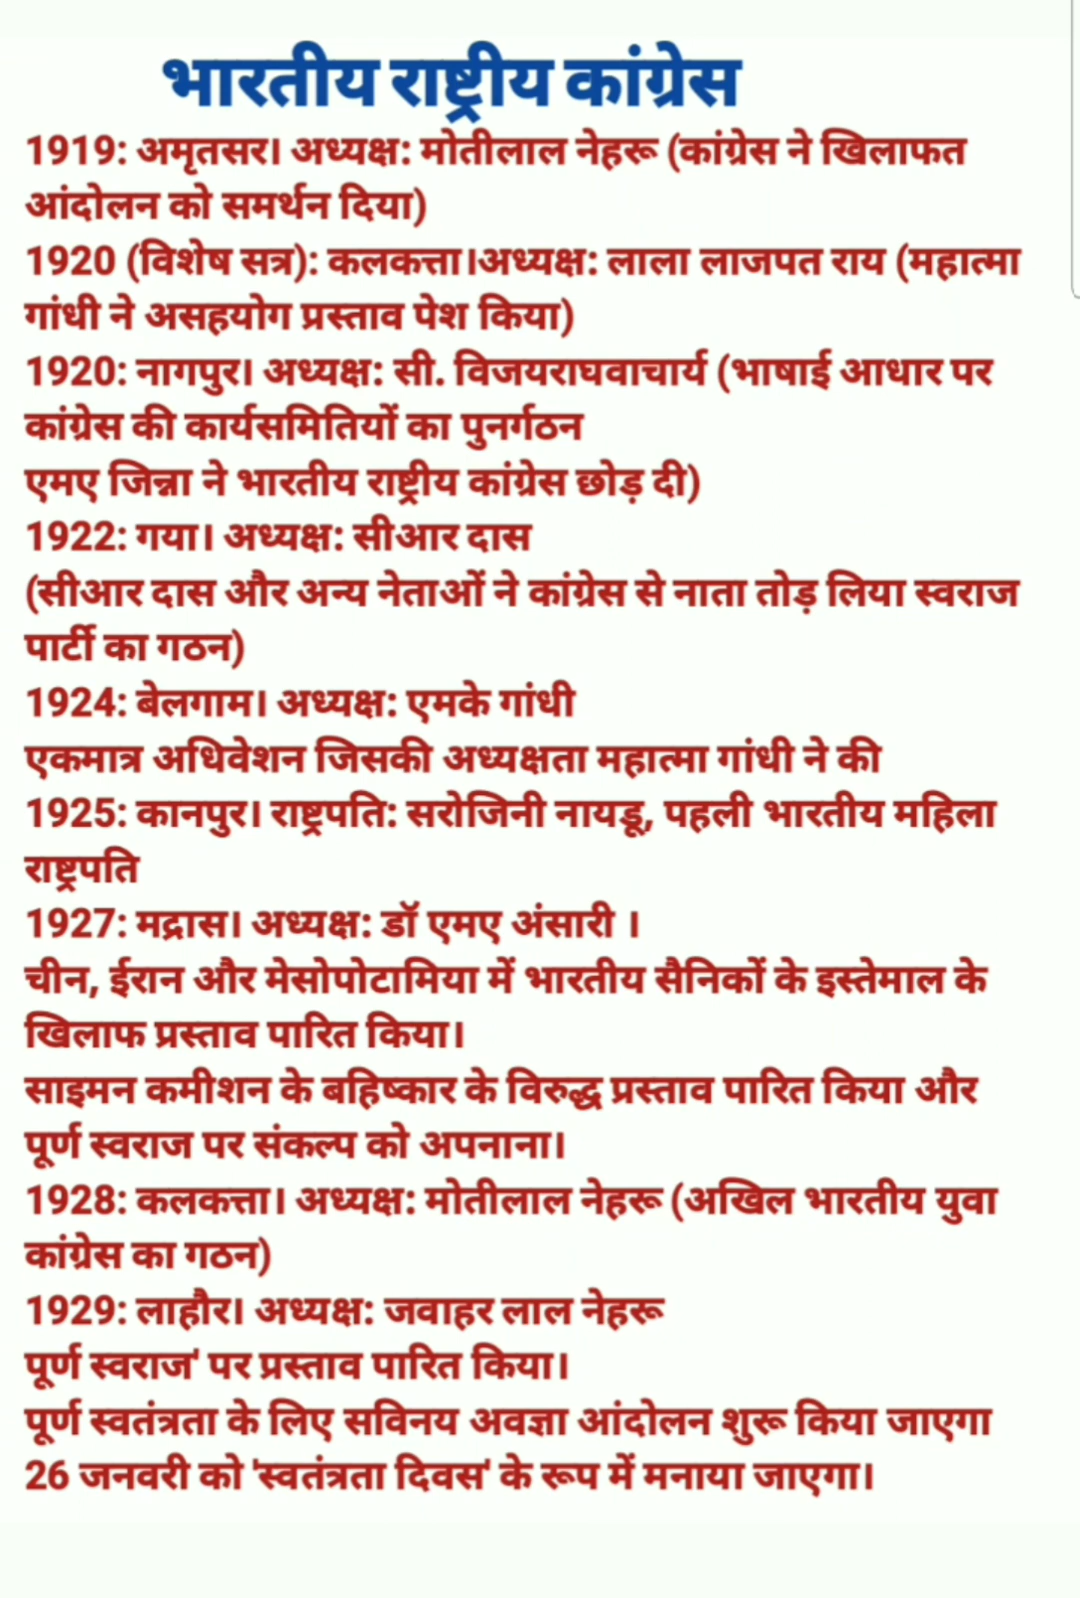 भारतीय राष्ट्रीय कांग्रेस
1919: अमृतसर। अध्यक्ष: मोतीलाल नेहरू (कांग्रेस ने खिलाफत
आंदोलन को समर्थन दिया)
1920 (विशेष सत्र): कलकत्ता।अध्यक्ष: लाला लाजपत राय (महात्मा
गांधी ने असहयोग प्रस्ताव पेश किया)
1920: नागपुर। अध्यक्ष: सी. विजयराघवाचार्य (भाषाई आधार पर
कांग्रेस की कार्यसमितियों का पुनर्गठन
एमए जिन्ना ने भारतीय राष्ट्रीय कांग्रेस छोड़ दी)
1922: गया। अध्यक्ष: सीआर दास
(सीआर दास और अन्य नेताओं ने कांग्रेस से नाता तोड़ लिया स्वराज
पार्टी का गठन)
1924: बेलगाम। अध्यक्ष: एमके गांधी
एकमात्र अधिवेशन जिसकी अध्यक्षता महात्मा गांधी ने की
1925: कानपुर। राष्ट्रपति: सरोजिनी नायडू, पहली भारतीय महिला
राष्ट्रपति
1927: मद्रास। अध्यक्ष: डॉ एमए अंसारी ।
चीन, ईरान और मेसोपोटामिया में भारतीय सैनिकों के इस्तेमाल के
खिलाफ प्रस्ताव पारित किया।
साइमन कमीशन के बहिष्कार के विरुद्ध प्रस्ताव पारित किया और
पूर्ण स्वराज पर संकल्प को अपनाना।
1928: कलकत्ता। अध्यक्ष: मोतीलाल नेहरू (अखिल भारतीय युवा
कांग्रेस का गठन)
1929: लाहौर। अध्यक्ष: जवाहर लाल नेहरू
पूर्ण स्वराज' पर प्रस्ताव पारित किया।
पूर्ण स्वतंत्रता के लिए सविनय अवज्ञा आंदोलन शुरू किया जाएगा
26 जनवरी को 'स्वतंत्रता दिवस' के रूप में मनाया जाएगा।